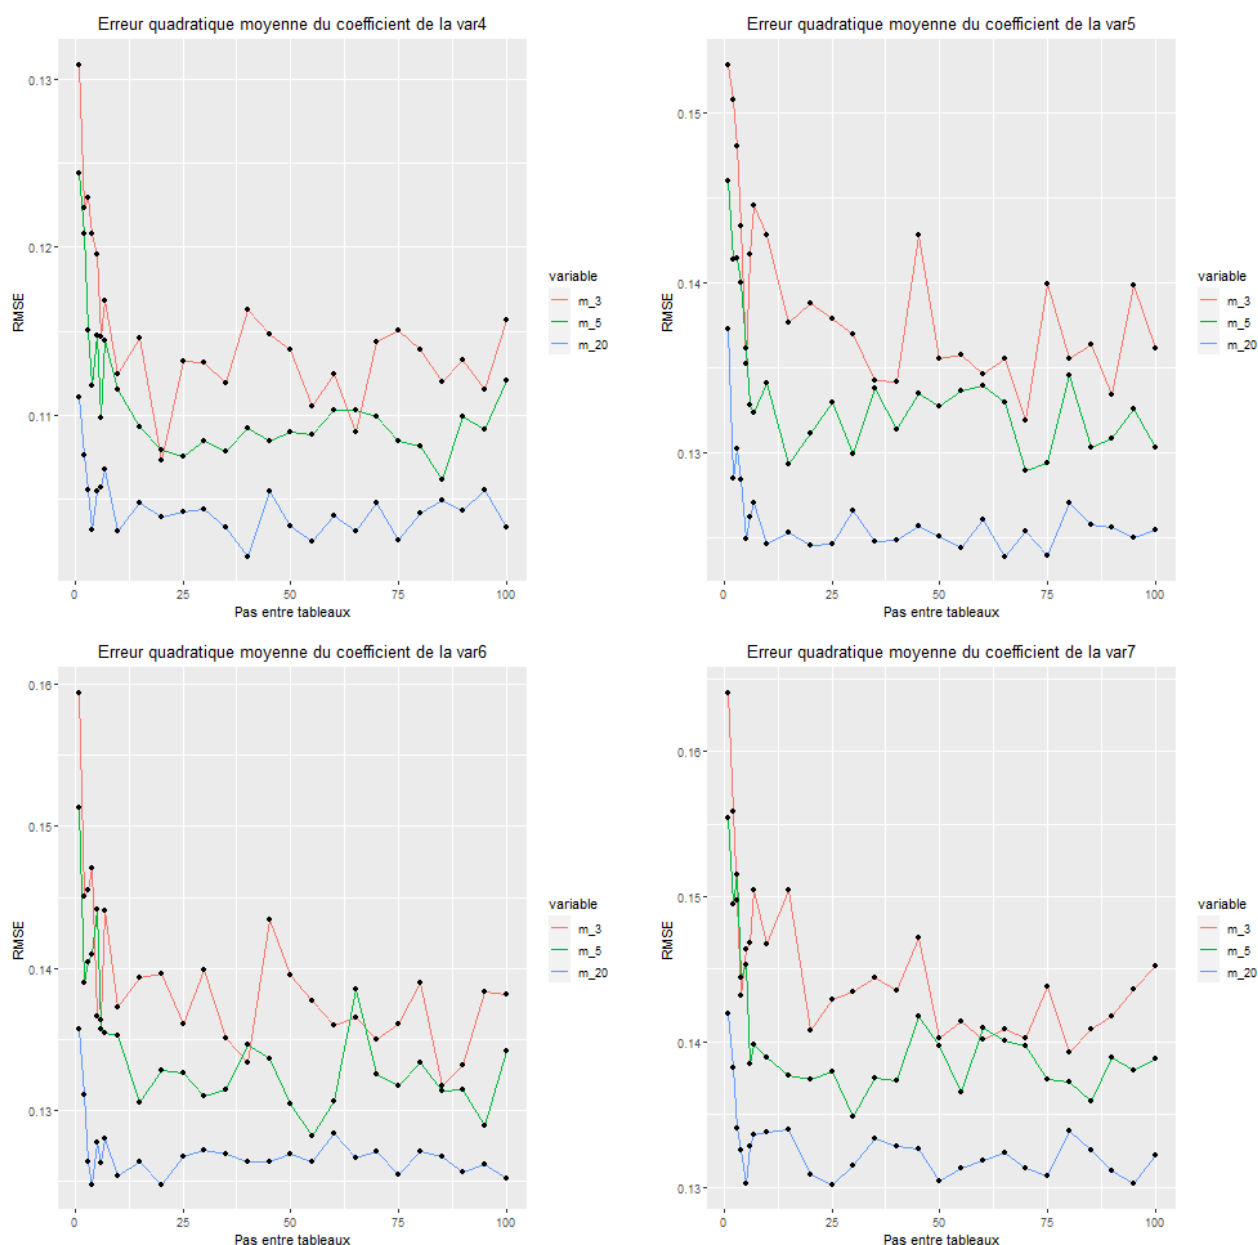 Erreur quadratique moyenne du coefficient de la var4
0.13
0.12
0.11
RMSE
0
25
50
75
100
Pas entre tableaux
variable
m_3
m_5
m_20
Erreur quadratique moyenne du coefficient de la var5
0.15
0.14
0.13
RMSE
0
25
50
75
100
Pas entre tableaux
variable
m_3
m_5
m_20
Erreur quadratique moyenne du coefficient de la var6
0.16
0.15
0.14
0.13
RMSE
0
25
50
75
100
Pas entre tableaux
variable
m_3
m_5
m_20
Erreur quadratique moyenne du coefficient de la var7
0.16
0.15
0.14
0.13
RMSE
0
25
50
75
100
Pas entre tableaux
variable
m_3
m_5
m_20